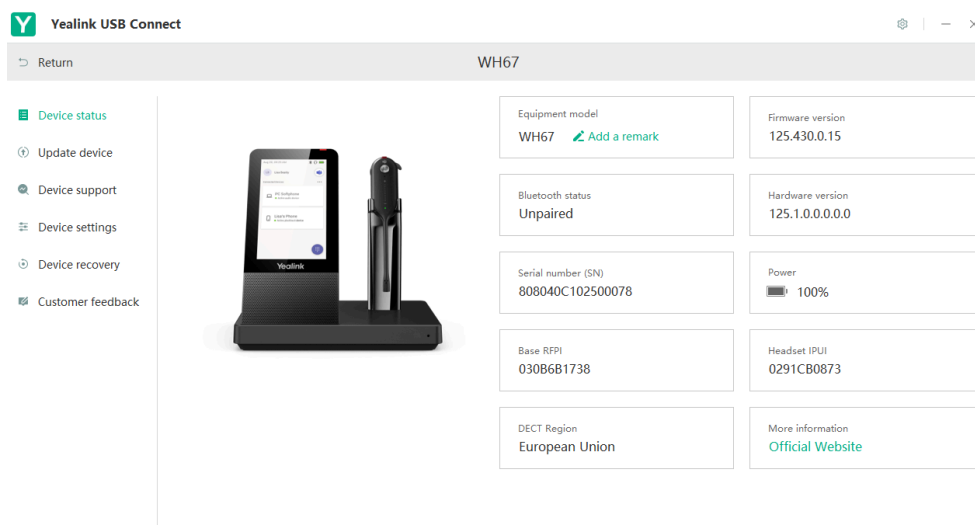 Yealink USB Connect
Return
WH67
Device status
Update device
Device support
Device settings
Device recovery
Customer feedback
Yealink
Equipment model
WH67 Add a remark
Firmware version
125.430.0.15
Bluetooth status
Unpaired
Hardware version
125.1.0.0.0.0.0
Serial number (SN)
808040C102500078
Power
100%
Base RFPI
030B6B1738
Headset IPUI
0291CB0873
DECT Region
European Union
More information
Official Website